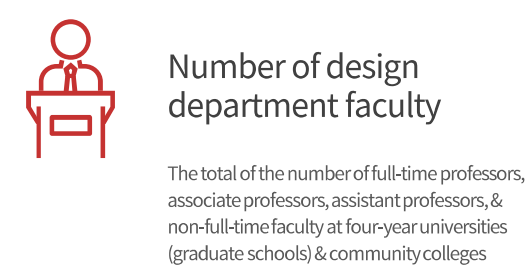 Number of design
department faculty
The total of the number of full-time professors,
associate professors, assistant professors, &
non-full-time faculty at four-year universities
(graduate schools) & community colleges